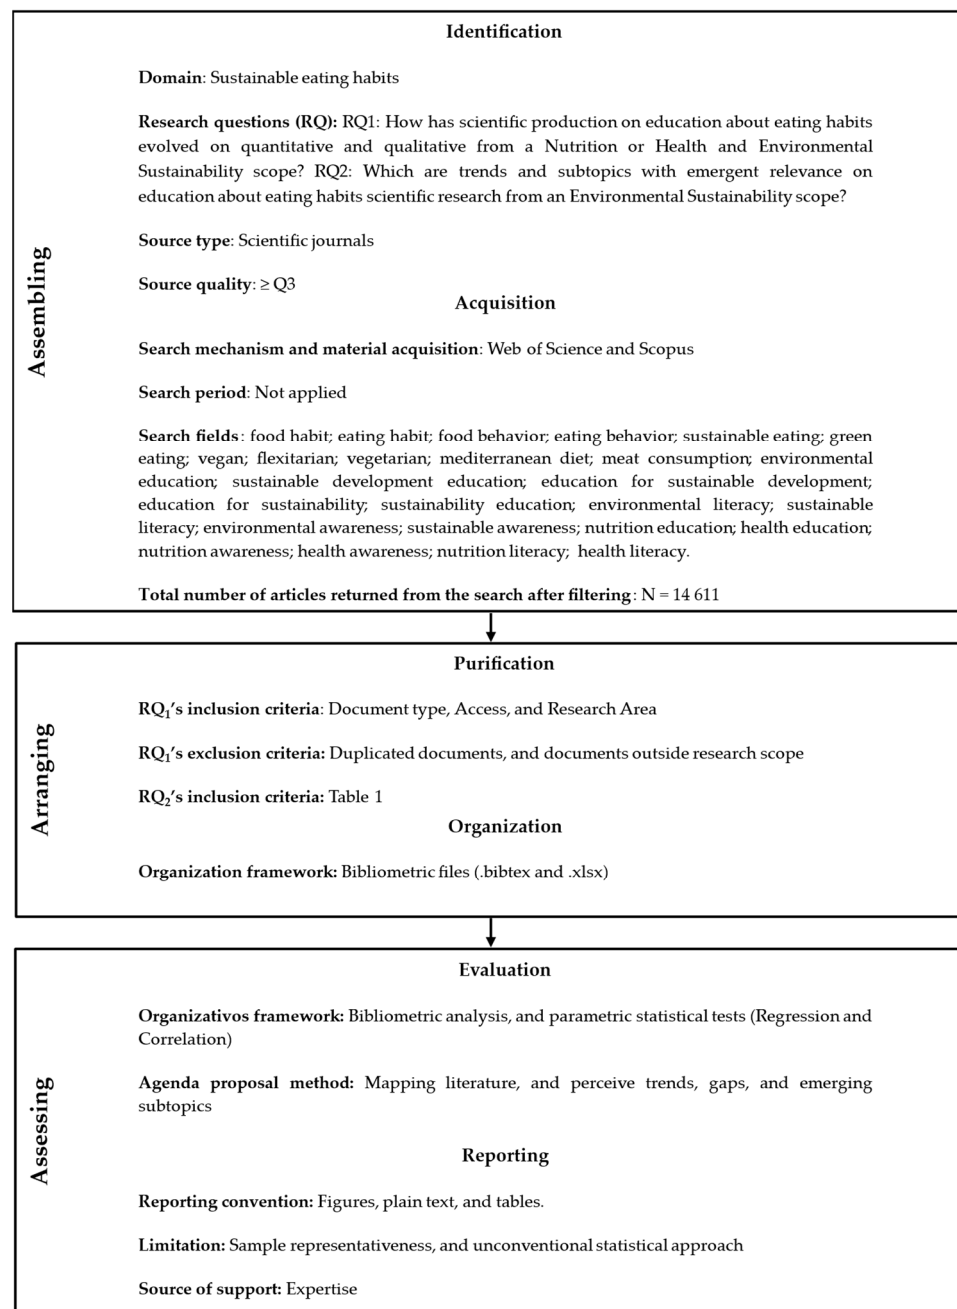 Identification
Domain: Sustainable eating habits
Research questions (RQ): RQ1: How has scientific production on education about eating habits
evolved on quantitative and qualitative from a Nutrition or Health and Environmental
Sustainability scope? RQ2: Which are trends and subtopics with emergent relevance on
education about eating habits scientific research from an Environmental Sustainability scope?
Source type: Scientific journals
Source quality: ≥ Q3
Assembling
Acquisition
Search mechanism and material acquisition: Web of Science and Scopus
Search period: Not applied
Search fields: food habit; eating habit; food behavior; eating behavior; sustainable eating; green
eating; vegan; flexitarian; vegetarian; mediterranean diet; meat consumption; environmental
education; sustainable development education; education for sustainable development;
education for sustainability; sustainability education; environmental literacy; sustainable
literacy; environmental awareness; sustainable awareness; nutrition education; health education;
nutrition awareness; health awareness; nutrition literacy; health literacy.
Total number of articles returned from the search after filtering: N = 14 611
Purification
RQ1's inclusion criteria: Document type, Access, and Research Area
RQ1's exclusion criteria: Duplicated documents, and documents outside research scope
Arranging
RQ2's inclusion criteria: Table 1
Organization
Organization framework: Bibliometric files (.bibtex and .xlsx)
Evaluation
Organizativos framework: Bibliometric analysis, and parametric statistical tests (Regression and
Correlation)
Agenda proposal method: Mapping literature, and perceive trends, gaps, and emerging
subtopics
Assessing
Reporting
Reporting convention: Figures, plain text, and tables.
Limitation: Sample representativeness, and unconventional statistical approach
Source of support: Expertise